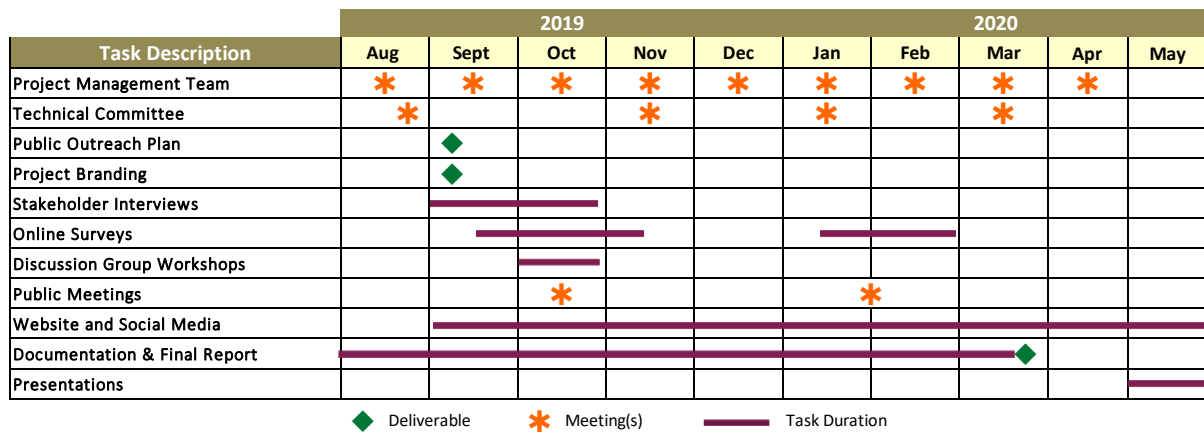 2019 2020
Task Description Aug Sept Oct Nov Dec Jan Feb Mar Apr May
Project Management Team
Technical Committee
Public Outreach Plan
Project Branding
Stakeholder Interviews
Online Surveys
Discussion Group Workshops
Public Meetings
Website and Social Media
Documentation & Final Report
Presentations
Deliverable Meeting(s) Task Duration